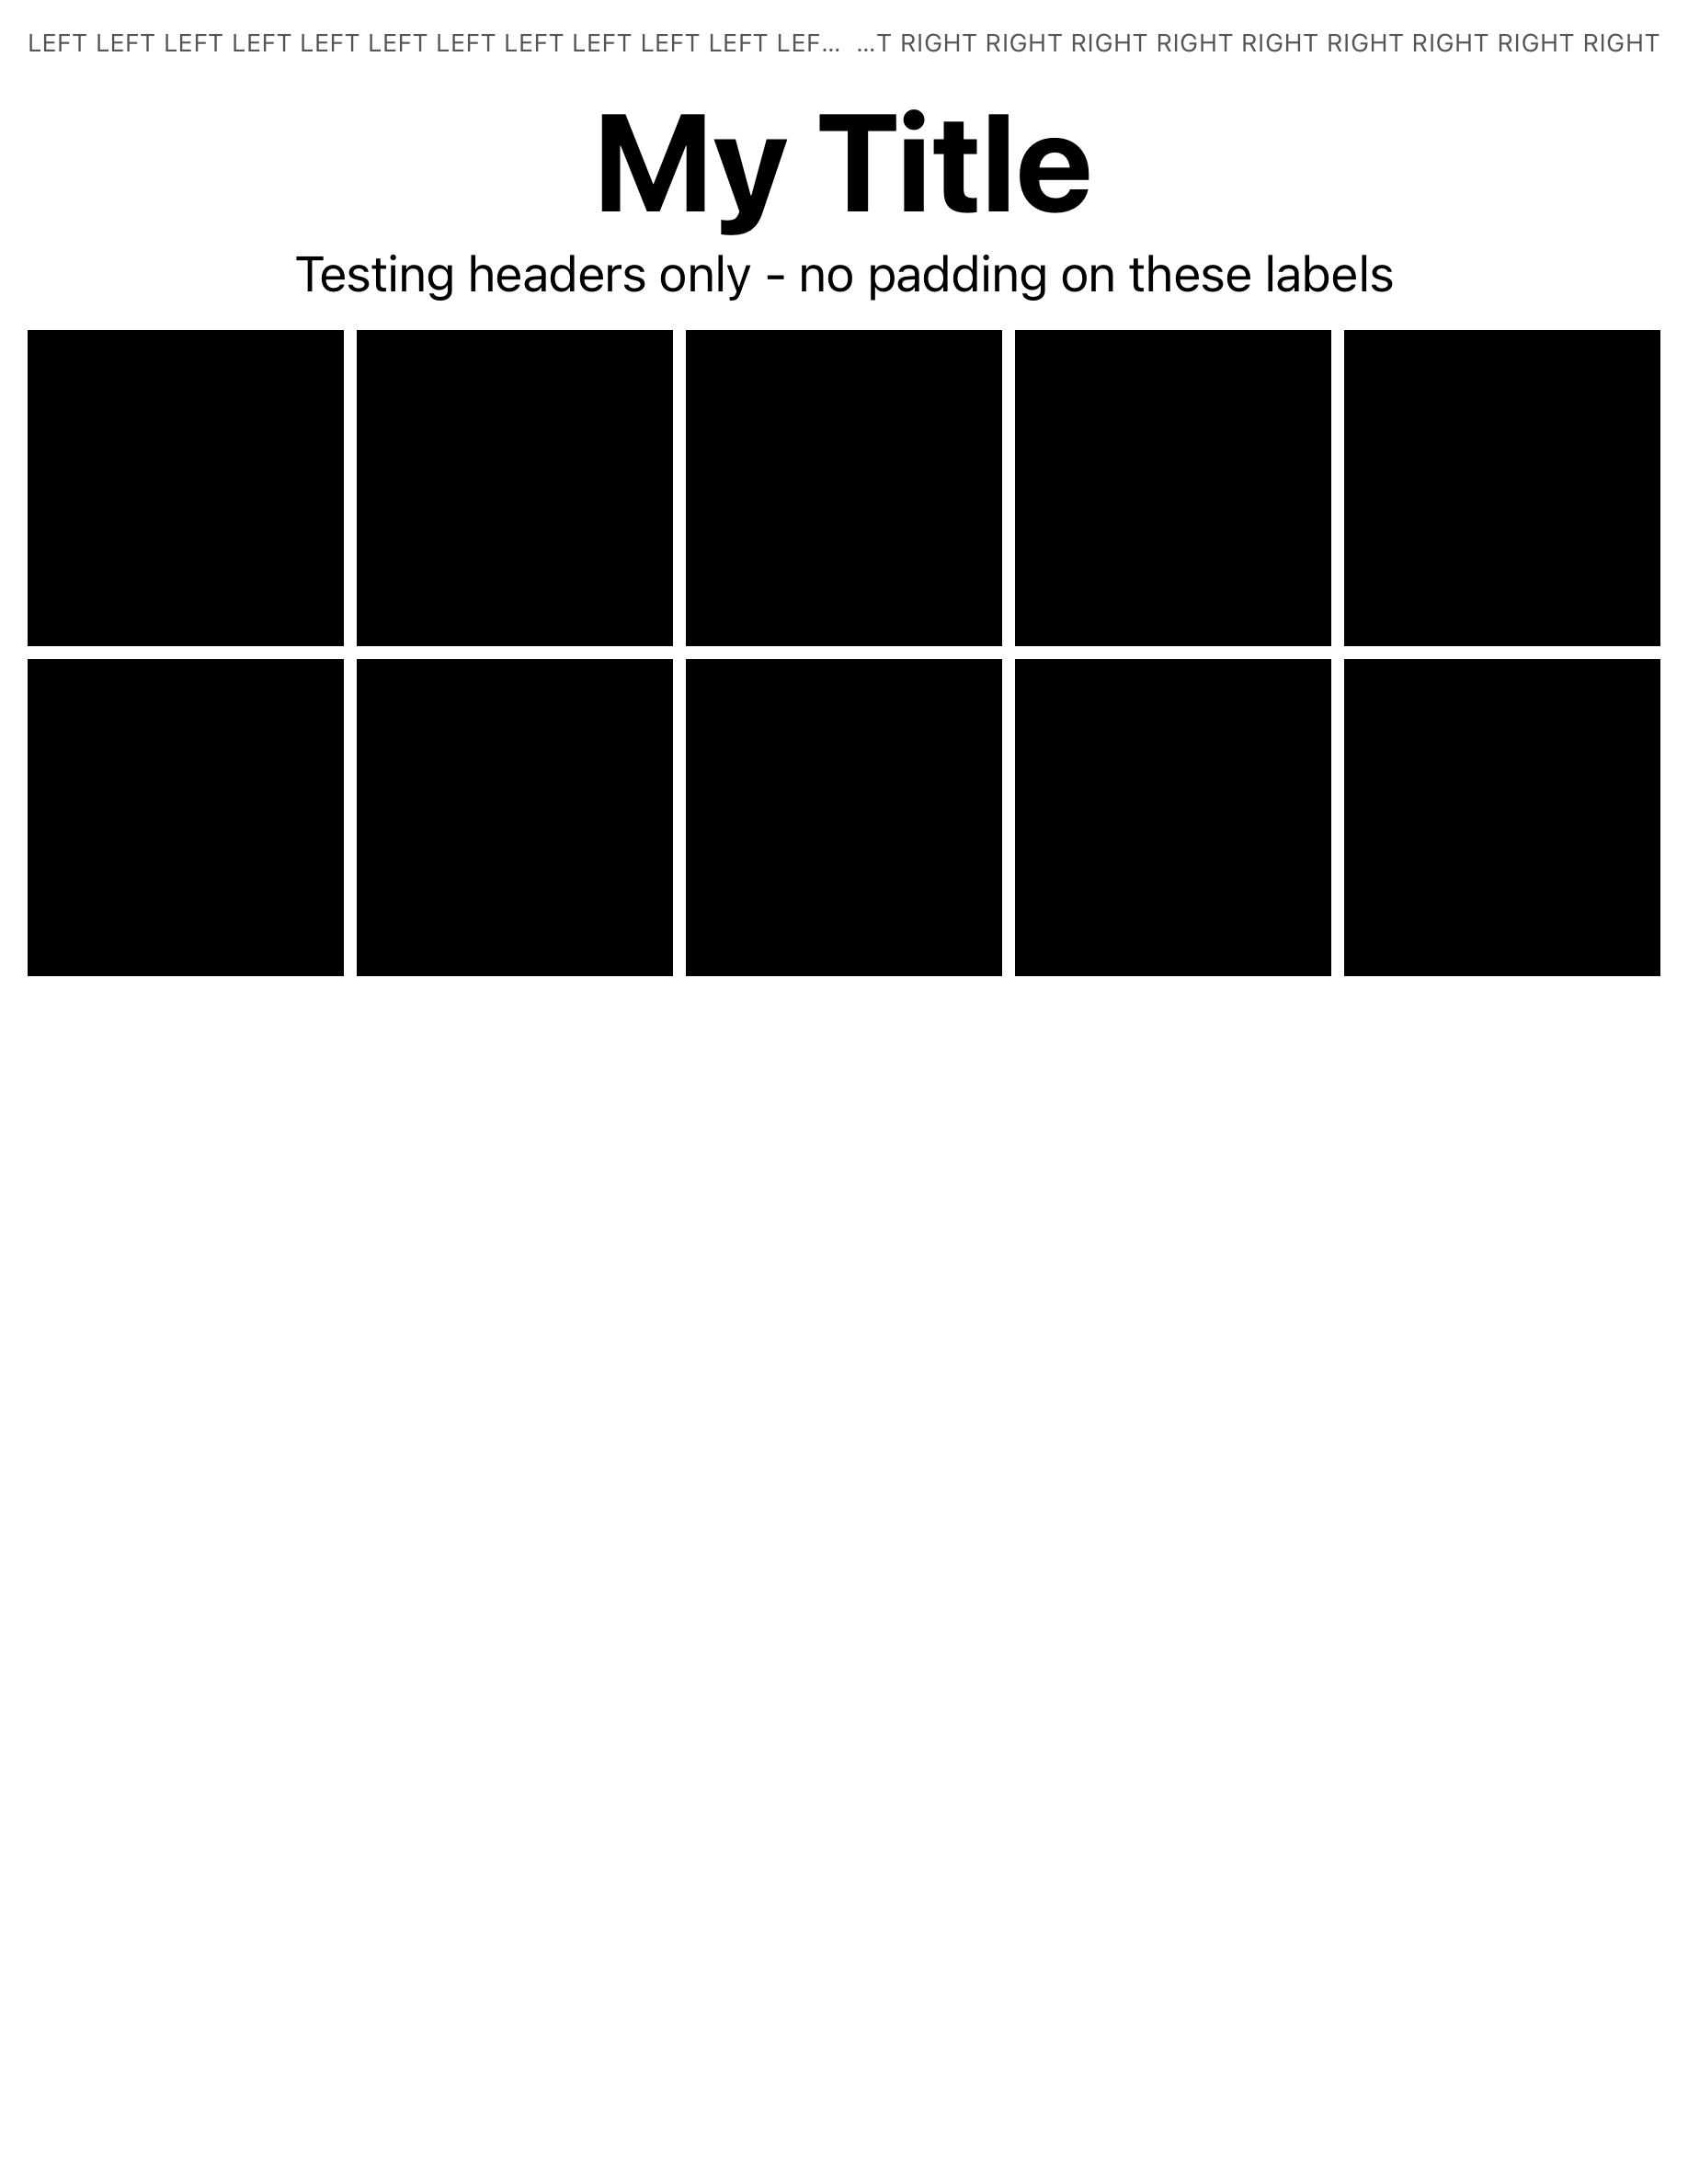 LEFT LEFT LEFT LEFT LEFT LEFT LEFT LEFT LEFT LEFT LEFT LEF... ...T RIGHT RIGHT RIGHT RIGHT RIGHT RIGHT RIGHT RIGHT RIGHT
My Title
Testing headers only - no padding on these labels